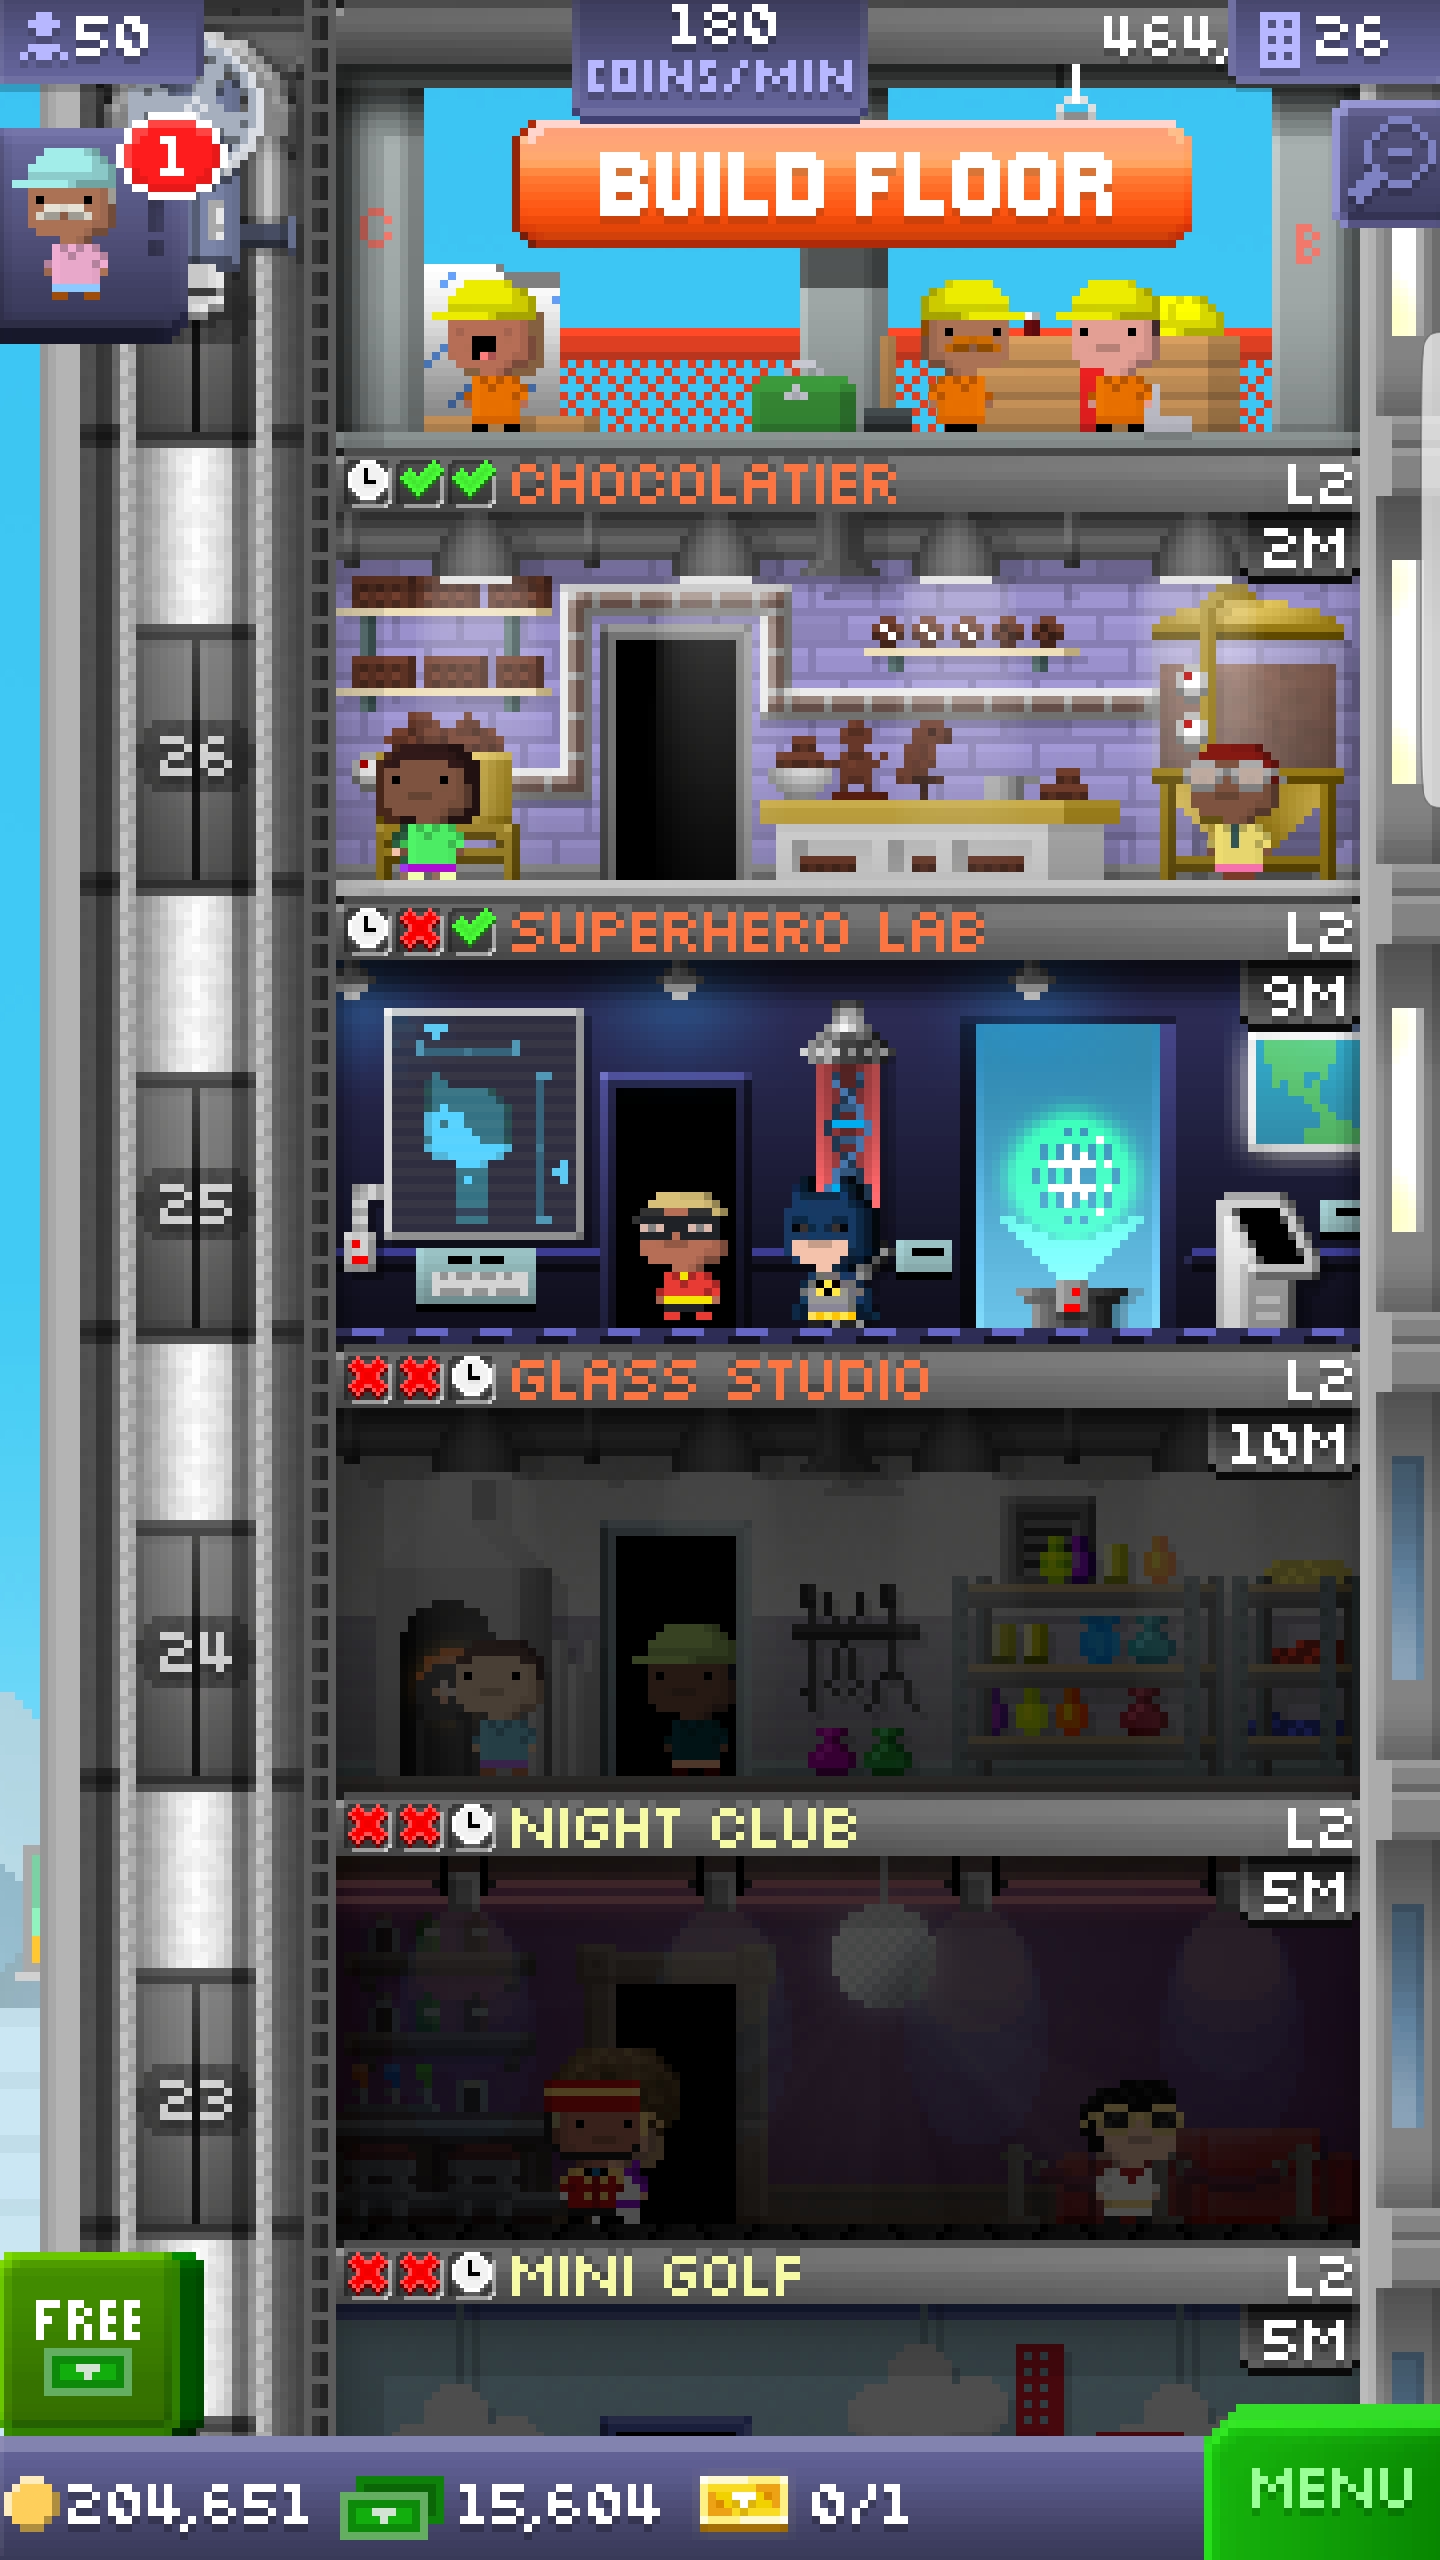 50
180
COINS/MIN
464,
26
1
BUILD FLOOR
C
B
CHOCOLATIER L2
2M
26
SUPERHERO LAB L2
9M
25
GLASS STUDIO L2
10M
24
NIGHT CLUB L2
5M
23
MINI GOLF L2
5M
FREE
204,651 15,604 0/1
MENU